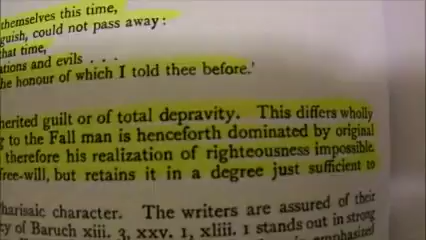 themselves this time,
guish, could not pass away:
that time,
ations and evils . . .
he honour of which I told thee before.'
herited guilt or of total depravity. This differs wholly
g to the Fall man is henceforth dominated by original
therefore his realization of righteousness impossible.
free-will, but retains it in a degree just sufficient to
harisaic character. The writers are assured of their
cy of Baruch xiii. 3, xxv. 1, xliii. 1 stands out in strong
emphasized